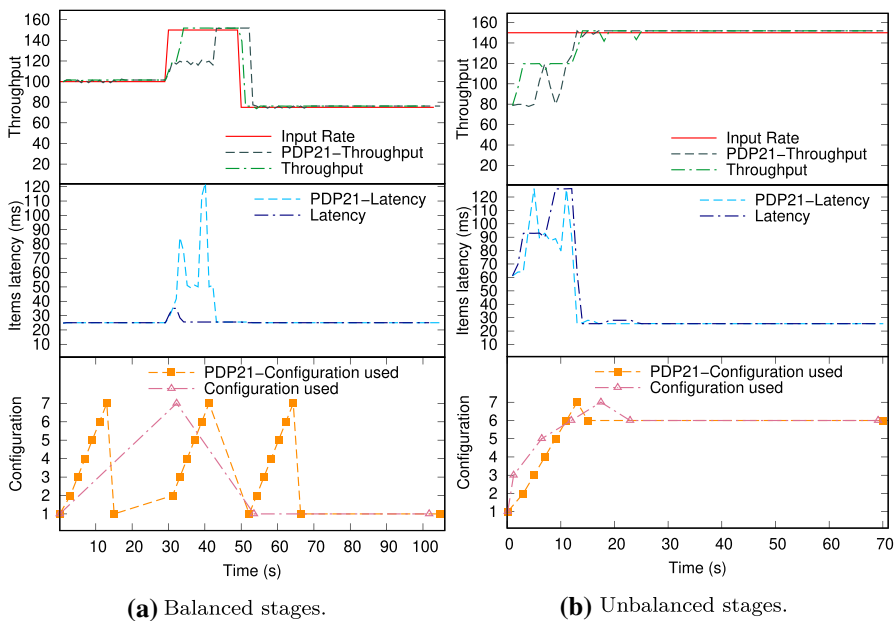 160
140
120
100
80
60
40
20
Throughput
Input Rate
PDP21-Throughput
Throughput
120
110
100
90
80
70
60
50
40
30
20
10
Items latency (ms)
PDP21-Latency
Latency
7
6
5
4
3
2
1
Configuration
PDP21-Configuration used
Configuration used
10 20 30 40 50 60 70 80 90 100
Time (s)
(a) Balanced stages.
160
140
120
100
80
60
40
20
Throughput
Input Rate
PDP21-Throughput
Throughput
120
110
100
90
80
70
60
50
40
30
20
10
Items latency (ms)
PDP21-Latency
Latency
7
6
5
4
3
2
1
Configuration
PDP21-Configuration used
Configuration used
0 10 20 30 40 50 60 70
Time (s)
(b) Unbalanced stages.